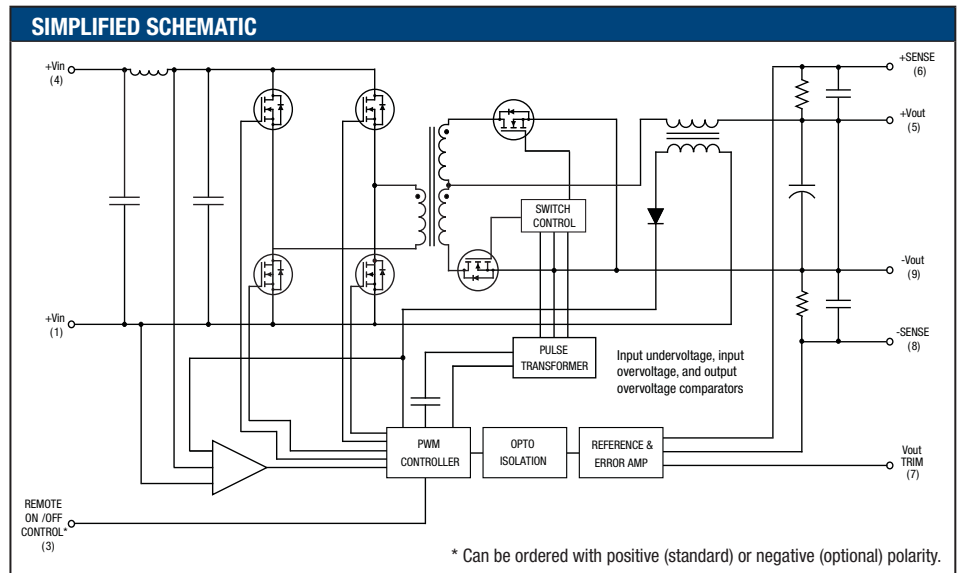 SIMPLIFIED SCHEMATIC
+Vin
(4)
+SENSE
(6)
+Vout
(5)
SWITCH
CONTROL
-Vout
(9)
+Vin
(1)
-SENSE
(8)
PULSE
TRANSFORMER
Input undervoltage, input
overvoltage, and output
overvoltage comparators
PWM
CONTROLLER
OPTO
ISOLATION
REFERENCE &
ERROR AMP
Vout
TRIM
(7)
REMOTE
ON /OFF
CONTROL*
(3)
* Can be ordered with positive (standard) or negative (optional) polarity.